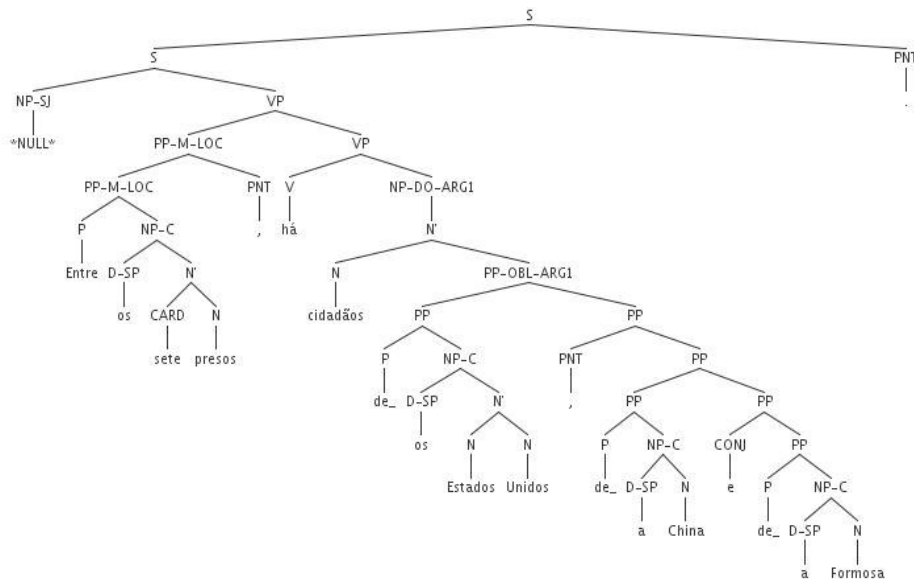 S
S PNT
NP-SJ VP .
*NULL* PP-M-LOC VP
PP-M-LOC PNT V NP-DO-ARG1
P NP-C , há N'
Entre D-SP N' N PP-OBL-ARG1
os CARD N cidadãos PP PP
sete presos P NP-C PNT PP
de_ D-SP N' , PP PP
os N N P NP-C CONJ PP
Estados Unidos de_ D-SP N e P NP-C
a China de_ D-SP N
a Formosa